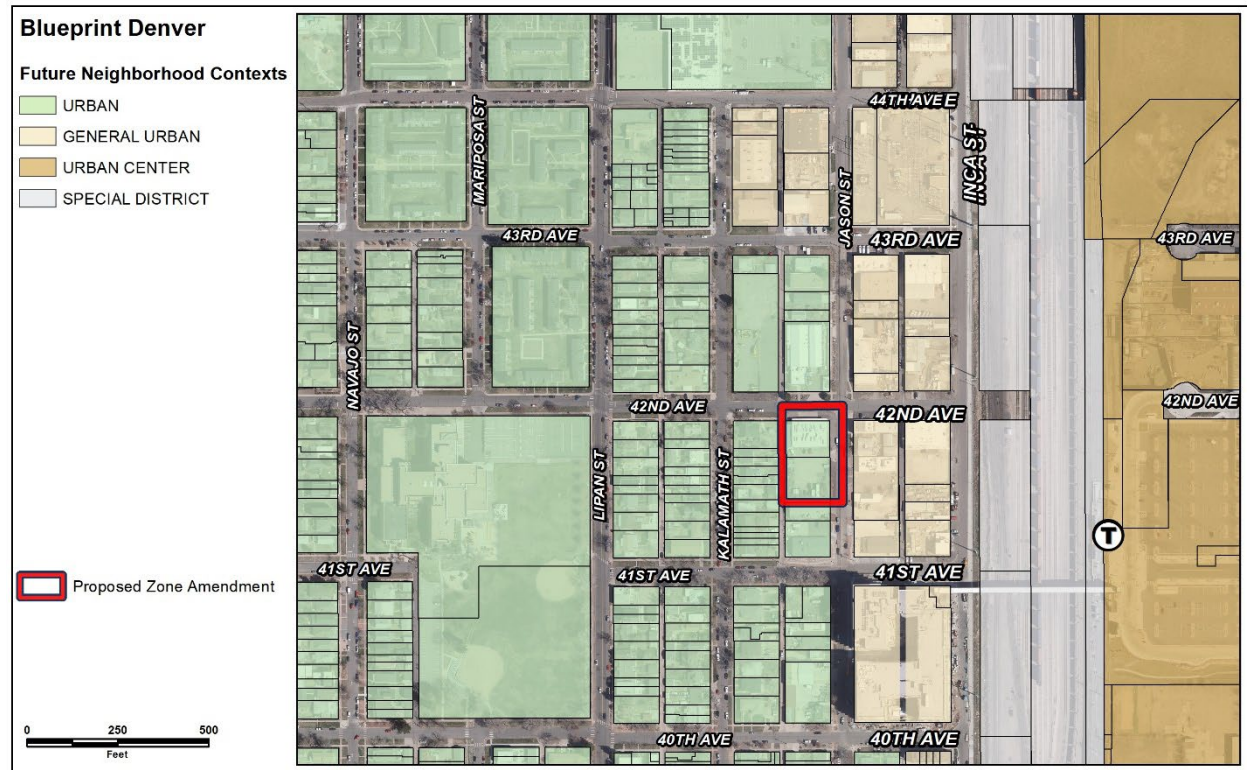 Blueprint Denver
Future Neighborhood Contexts
URBAN
GENERAL URBAN
URBAN CENTER
SPECIAL DISTRICT
Proposed Zone Amendment
0 250 500
Feet
44TH AVE E
MARIPOSA ST
INCA ST
INCA ST
JASON ST
43RD AVE
43RD AVE
43RD AVE
NAVAJO ST
42ND AVE
42ND AVE
42ND AVE
LIPAN ST
KALAMATH ST
T
41ST AVE
41ST AVE
41ST AVE
40TH AVE
40TH AVE